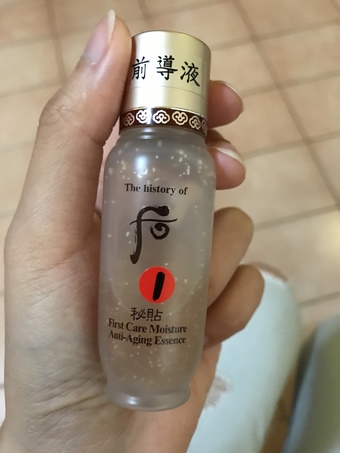 前導液
The history of
后
秘貼
First Care Moisture
Anti-Aging Essence